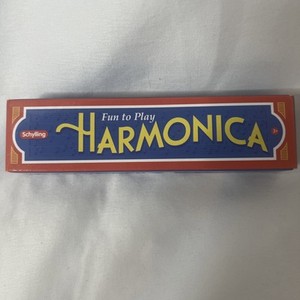 Fun to Play
Schylling
HARMONICA